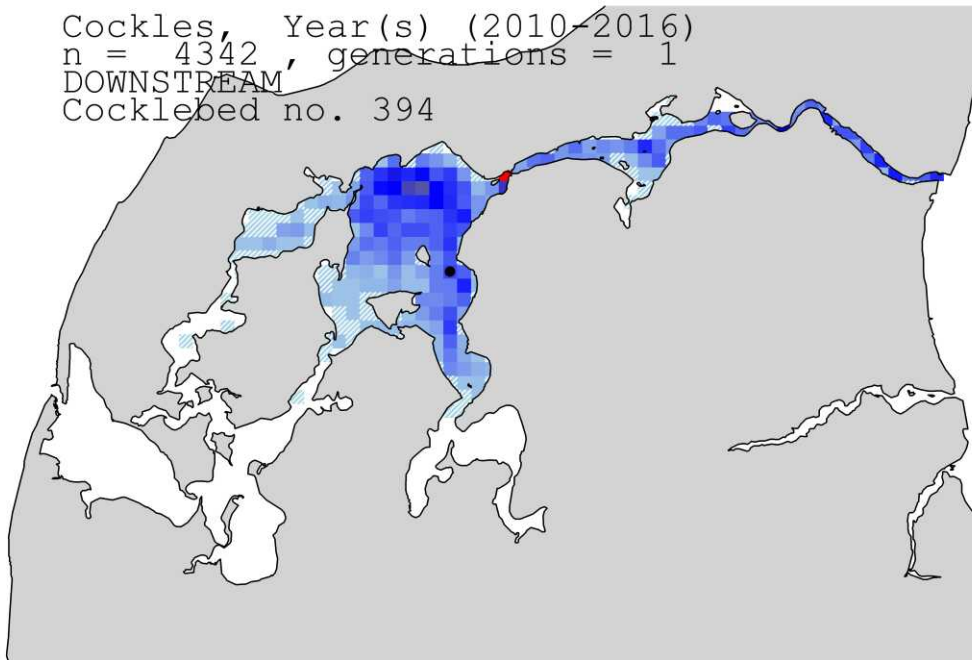 Cockles, Year(s) (2010-2016)
n = 4342 , generations = 1
DOWNSTREAM
Cocklebed no. 394